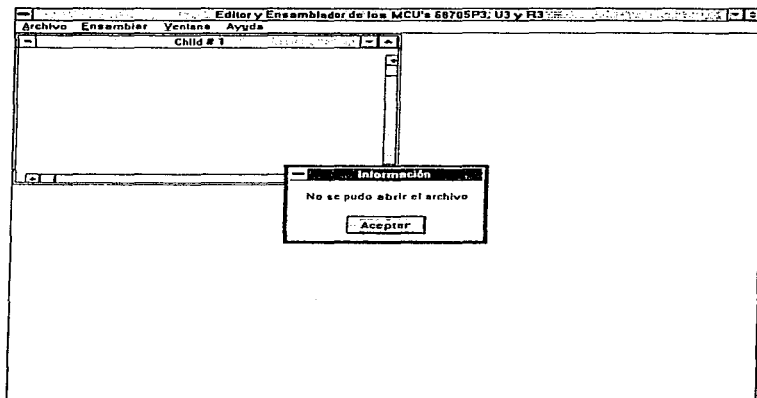 Editor y Ensamblador de los MCU's 68705P3, U3 y R3
Archivo Ensamblar Ventana Ayuda
Child # 1
Información
No se pudo abrir el archivo
Aceptar